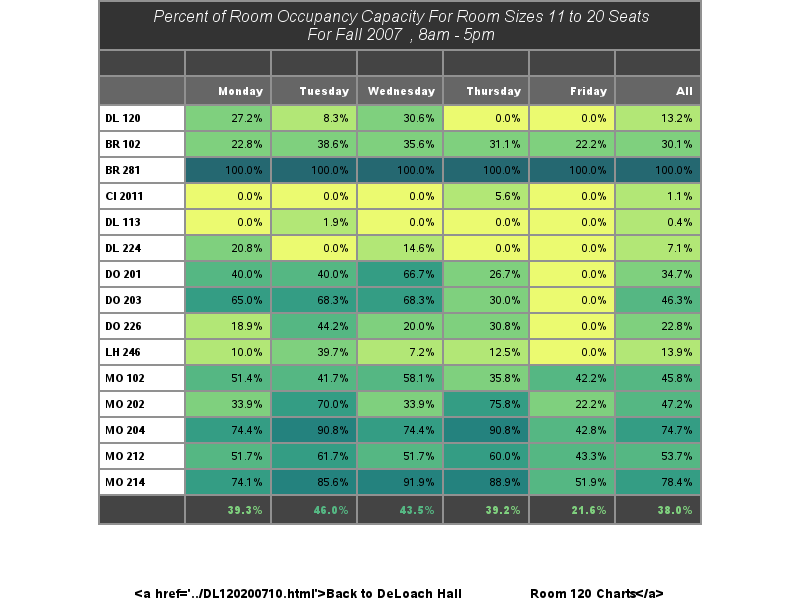 Percent of Room Occupancy Capacity For Room Sizes 11 to 20 Seats
For Fall 2007 , 8am - 5pm
Monday Tuesday Wednesday Thursday Friday All
DL 120 27.2% 8.3% 30.6% 0.0% 0.0% 13.2%
BR 102 22.8% 38.6% 35.6% 31.1% 22.2% 30.1%
BR 281 100.0% 100.0% 100.0% 100.0% 100.0% 100.0%
CI 2011 0.0% 0.0% 0.0% 5.6% 0.0% 1.1%
DL 113 0.0% 1.9% 0.0% 0.0% 0.0% 0.4%
DL 224 20.8% 0.0% 14.6% 0.0% 0.0% 7.1%
DO 201 40.0% 40.0% 66.7% 26.7% 0.0% 34.7%
DO 203 65.0% 68.3% 68.3% 30.0% 0.0% 46.3%
DO 226 18.9% 44.2% 20.0% 30.8% 0.0% 22.8%
LH 246 10.0% 39.7% 7.2% 12.5% 0.0% 13.9%
MO 102 51.4% 41.7% 58.1% 35.8% 42.2% 45.8%
MO 202 33.9% 70.0% 33.9% 75.8% 22.2% 47.2%
MO 204 74.4% 90.8% 74.4% 90.8% 42.8% 74.7%
MO 212 51.7% 61.7% 51.7% 60.0% 43.3% 53.7%
MO 214 74.1% 85.6% 91.9% 88.9% 51.9% 78.4%
39.3% 46.0% 43.5% 39.2% 21.6% 38.0%
<a href='../DL120200710.html'>Back to DeLoach Hall Room 120 Charts</a>